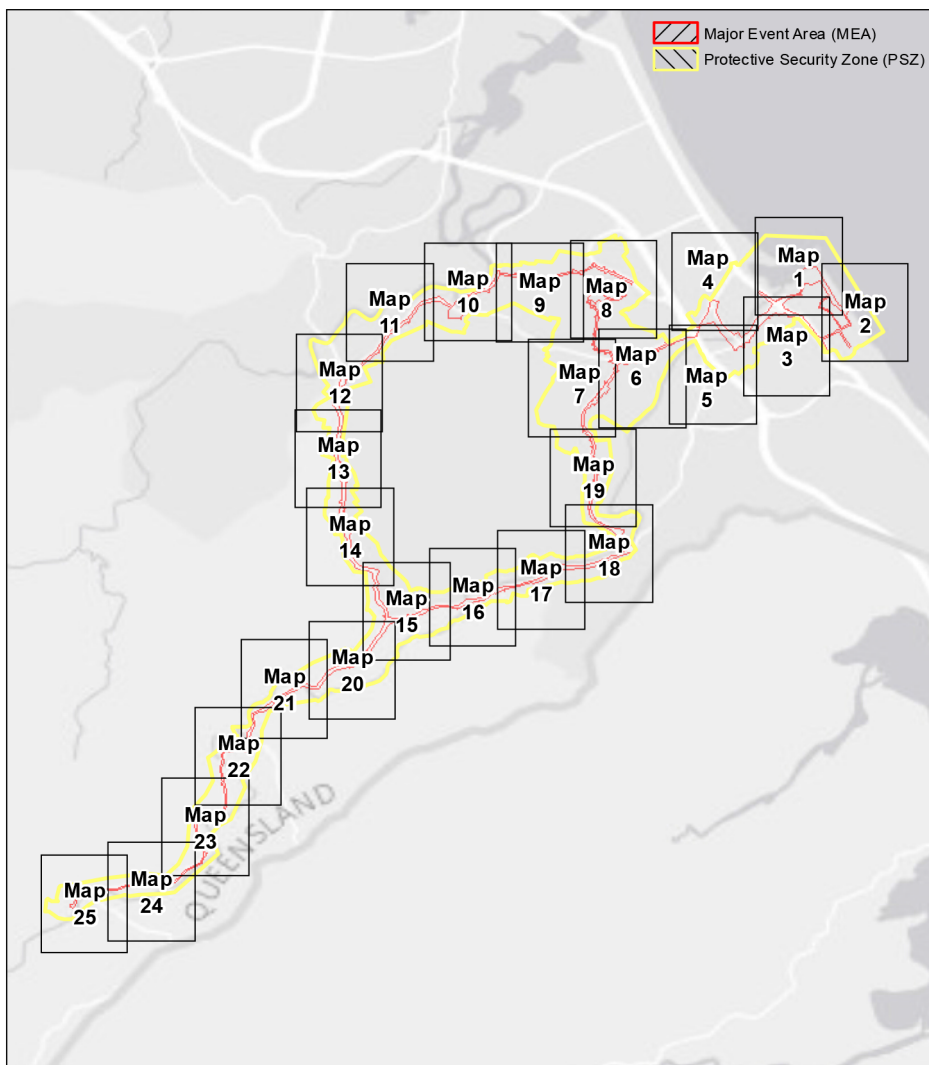 Major Event Area (MEA)
Protective Security Zone (PSZ)
Map
1
Map
2
Map
3
Map
4
Map
5
Map
6
Map
7
Map
8
Map
9
Map
10
Map
11
Map
12
Map
13
Map
14
Map
15
Map
16
Map
17
Map
18
Map
19
Map
20
Map
21
Map
22
Map
23
Map
24
Map
25
QUEENSLAND